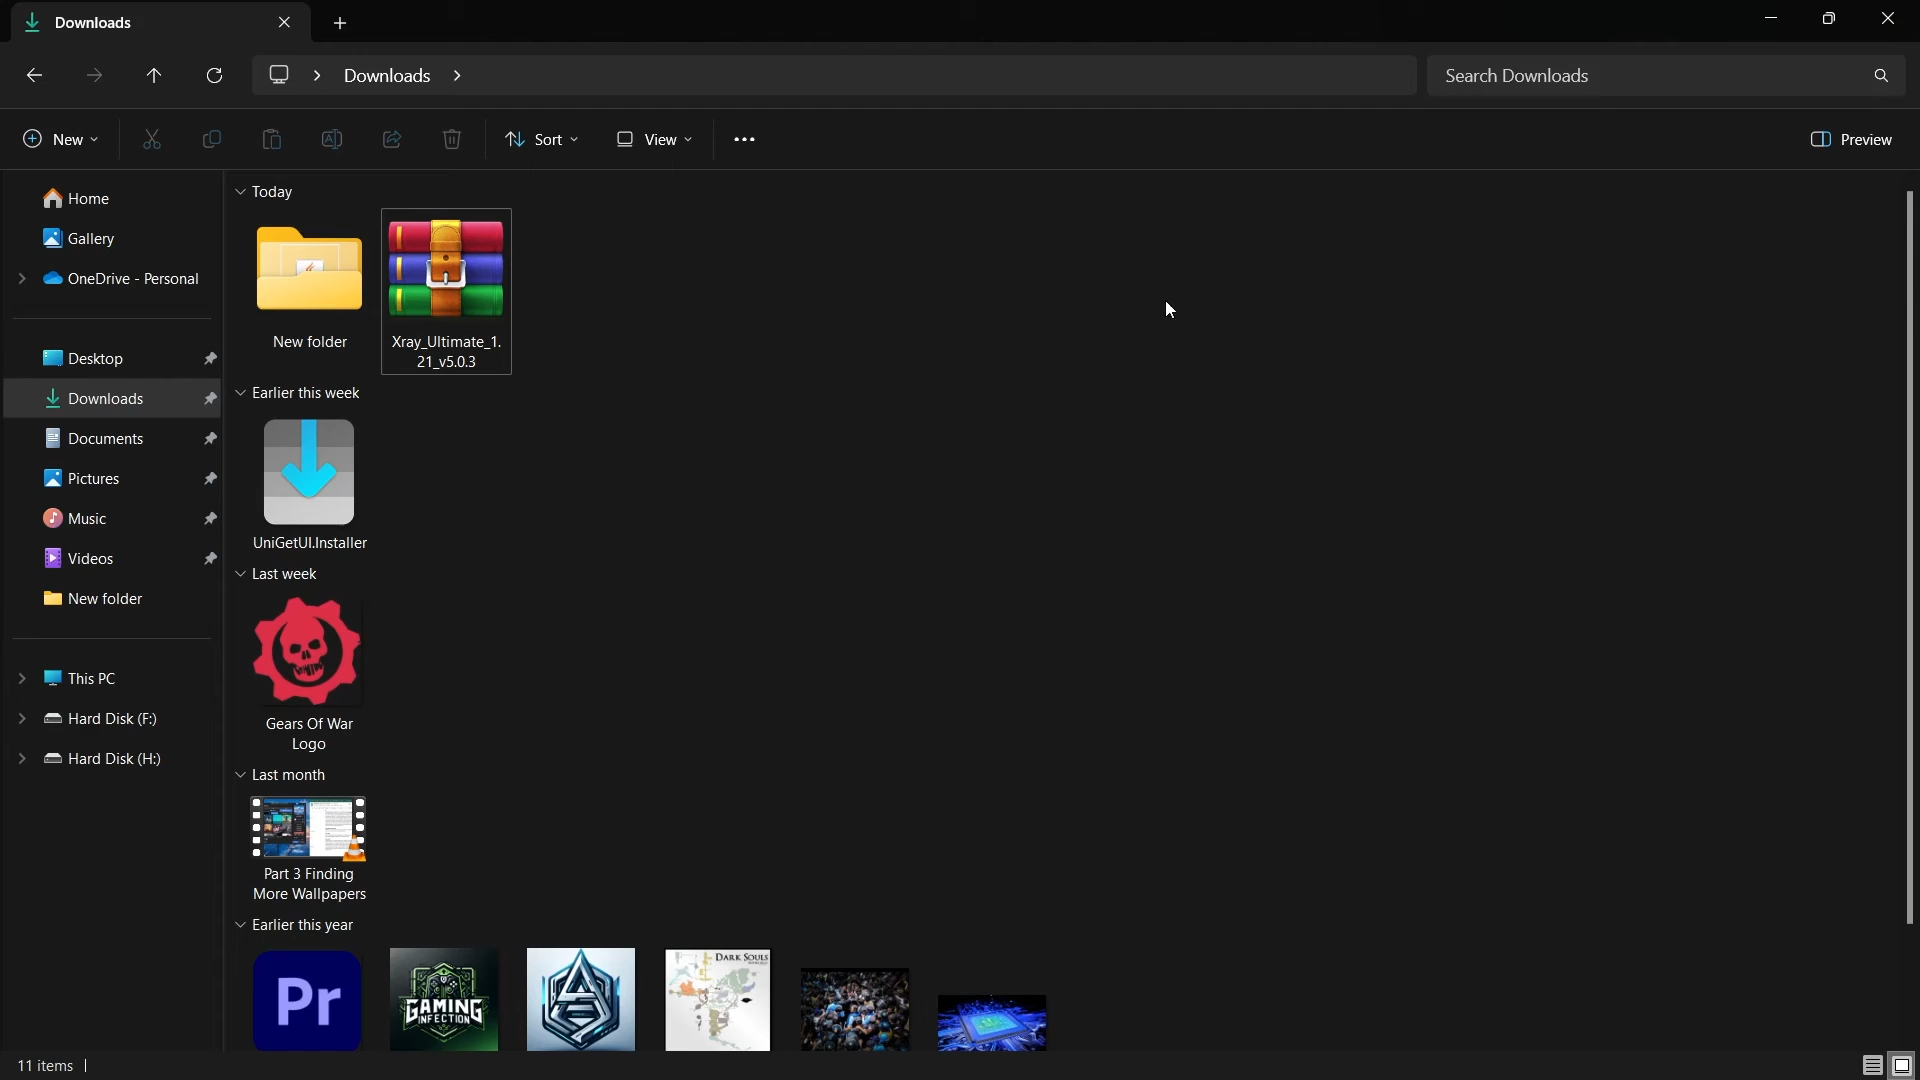 Downloads
Downloads
Search Downloads
New
Sort
View
Preview
Home
Gallery
OneDrive - Personal
Desktop
Downloads
Documents
Pictures
Music
Videos
New folder
This PC
Hard Disk (F:)
Hard Disk (H:)
Today
New folder
Xray_Ultimate_1.
21_v5.0.3
Earlier this week
UniGetUI.Installer
Last week
Gears Of War
Logo
Last month
Part 3 Finding
More Wallpapers
Earlier this year
Pr
GAMING
INFECTION
DARK SOULS
11 items